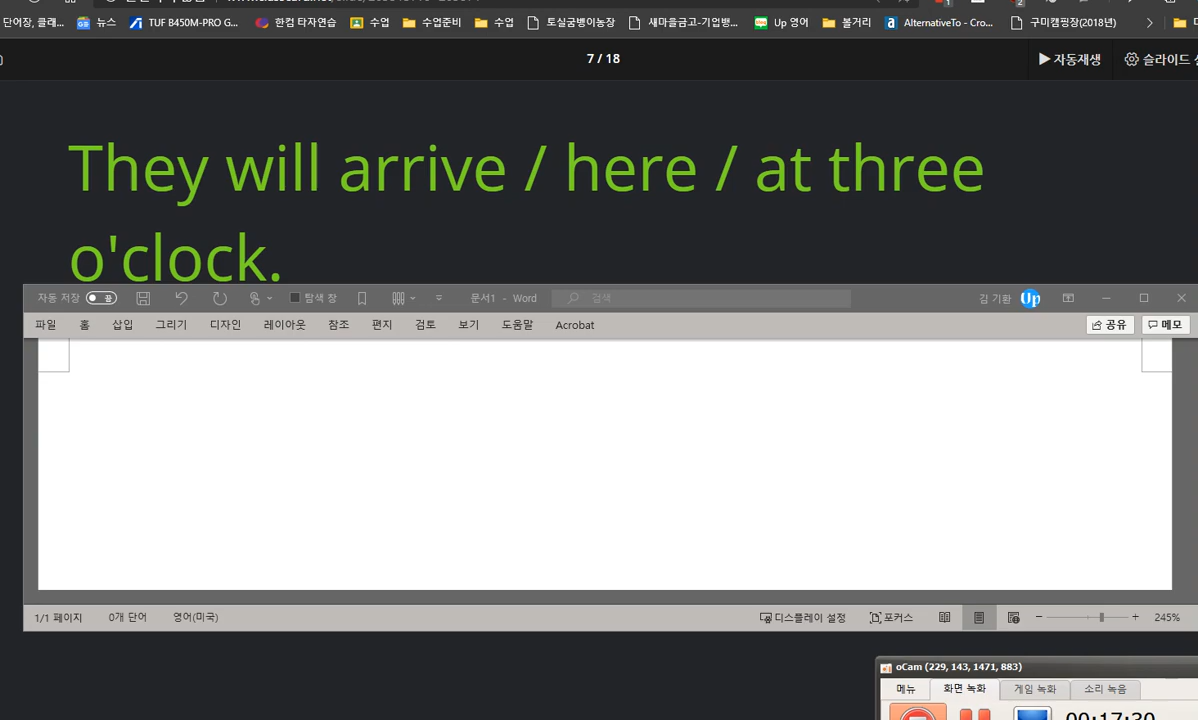 단어장, 클래... 뉴스 TUF B450M-PRO G... 한컴 타자연습 수업 수업준비 수업 토실굼뱅이농장 새마을금고-기업뱅... Up 영어 볼거리 AlternativeTo - Cro... 구미캠핑장(2018년)
7 / 18 자동재생 슬라이드
They will arrive / here / at three
o'clock.
자동 저장 끔 탐색 창 문서1 - Word 검색 김 기환 Up
파일 홈 삽입 그리기 디자인 레이아웃 참조 편지 검토 보기 도움말 Acrobat 공유 메모
1/1 페이지 0개 단어 영어(미국) 디스플레이 설정 포커스 245%
oCam (229, 143, 1471, 883)
메뉴 화면 녹화 게임 녹화 소리 녹음
00:17:30